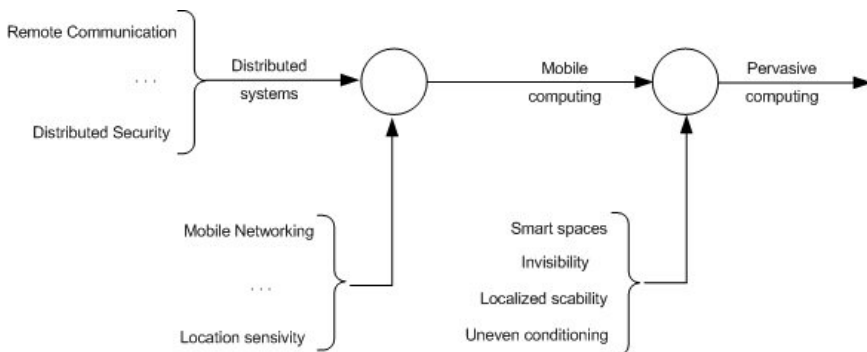 Remote Communication
. . .
Distributed Security
Distributed
systems
Mobile
computing
Pervasive
computing
Mobile Networking
. . .
Location sensivity
Smart spaces
Invisibility
Localized scability
Uneven conditioning